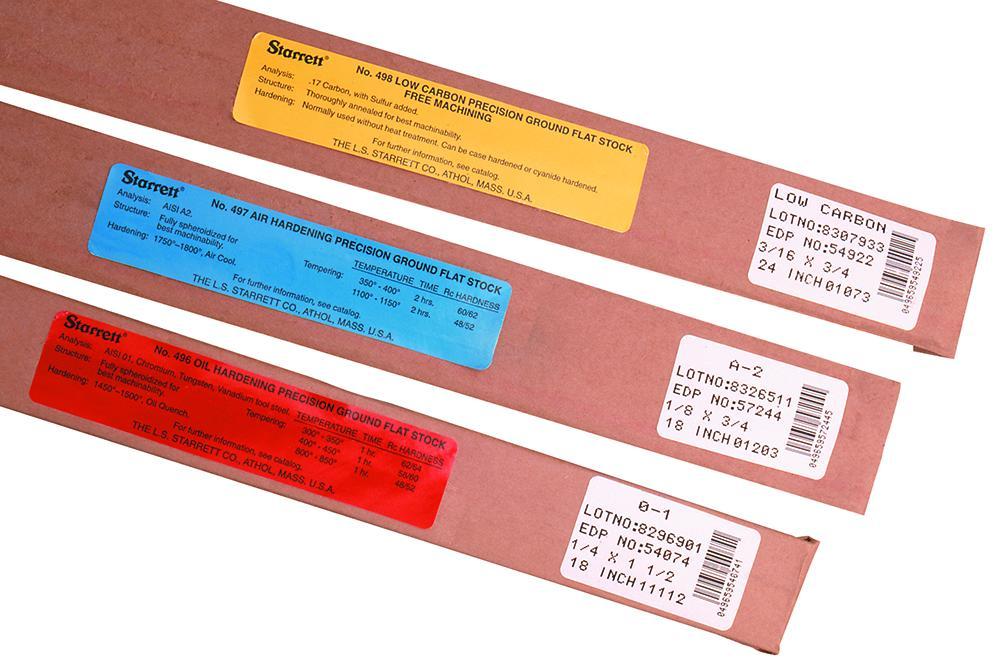 Starrett®
No. 498 LOW CARBON PRECISION GROUND FLAT STOCK
FREE MACHINING
Analysis: .17 Carbon, with Sulfur added.
Structure: Thoroughly annealed for best machinability.
Hardening: Normally used without heat treatment. Can be case hardened or cyanide hardened.
For further information, see catalog.
THE L.S. STARRETT CO., ATHOL, MASS. U.S.A.
LOW CARBON
LOTNO:8307933
EDP NO:54922
3/16 X 3/4
24 INCH 01073
049659549225
Starrett®
No. 497 AIR HARDENING PRECISION GROUND FLAT STOCK
Analysis: AISI A2.
Structure: Fully spheroidized for
best machinability.
Hardening: 1750°-1800°, Air Cool.
Tempering: TEMPERATURE TIME Rc HARDNESS
350° - 400° 2 hrs. 60/62
1100° - 1150° 2 hrs. 48/52
For further information, see catalog.
THE L.S. STARRETT CO., ATHOL, MASS. U.S.A.
A-2
LOTNO:8326511
EDP NO:57244
1/8 X 3/4
18 INCH 01203
049659572445
Starrett®
No. 496 OIL HARDENING PRECISION GROUND FLAT STOCK
Analysis: AISI 01, Chromium, Tungsten, Vanadium tool steel.
Structure: Fully spheroidized for
best machinability.
Hardening: 1450°-1500°, Oil Quench.
Tempering: TEMPERATURE TIME Rc HARDNESS
300° - 350° 1 hr. 62/64
400° - 450° 1 hr. 58/60
800° - 850° 1 hr. 48/52
For further information, see catalog.
THE L.S. STARRETT CO., ATHOL, MASS. U.S.A.
0-1
LOTNO:8296901
EDP NO:54074
1/4 X 1 1/2
18 INCH 11112
049659540741